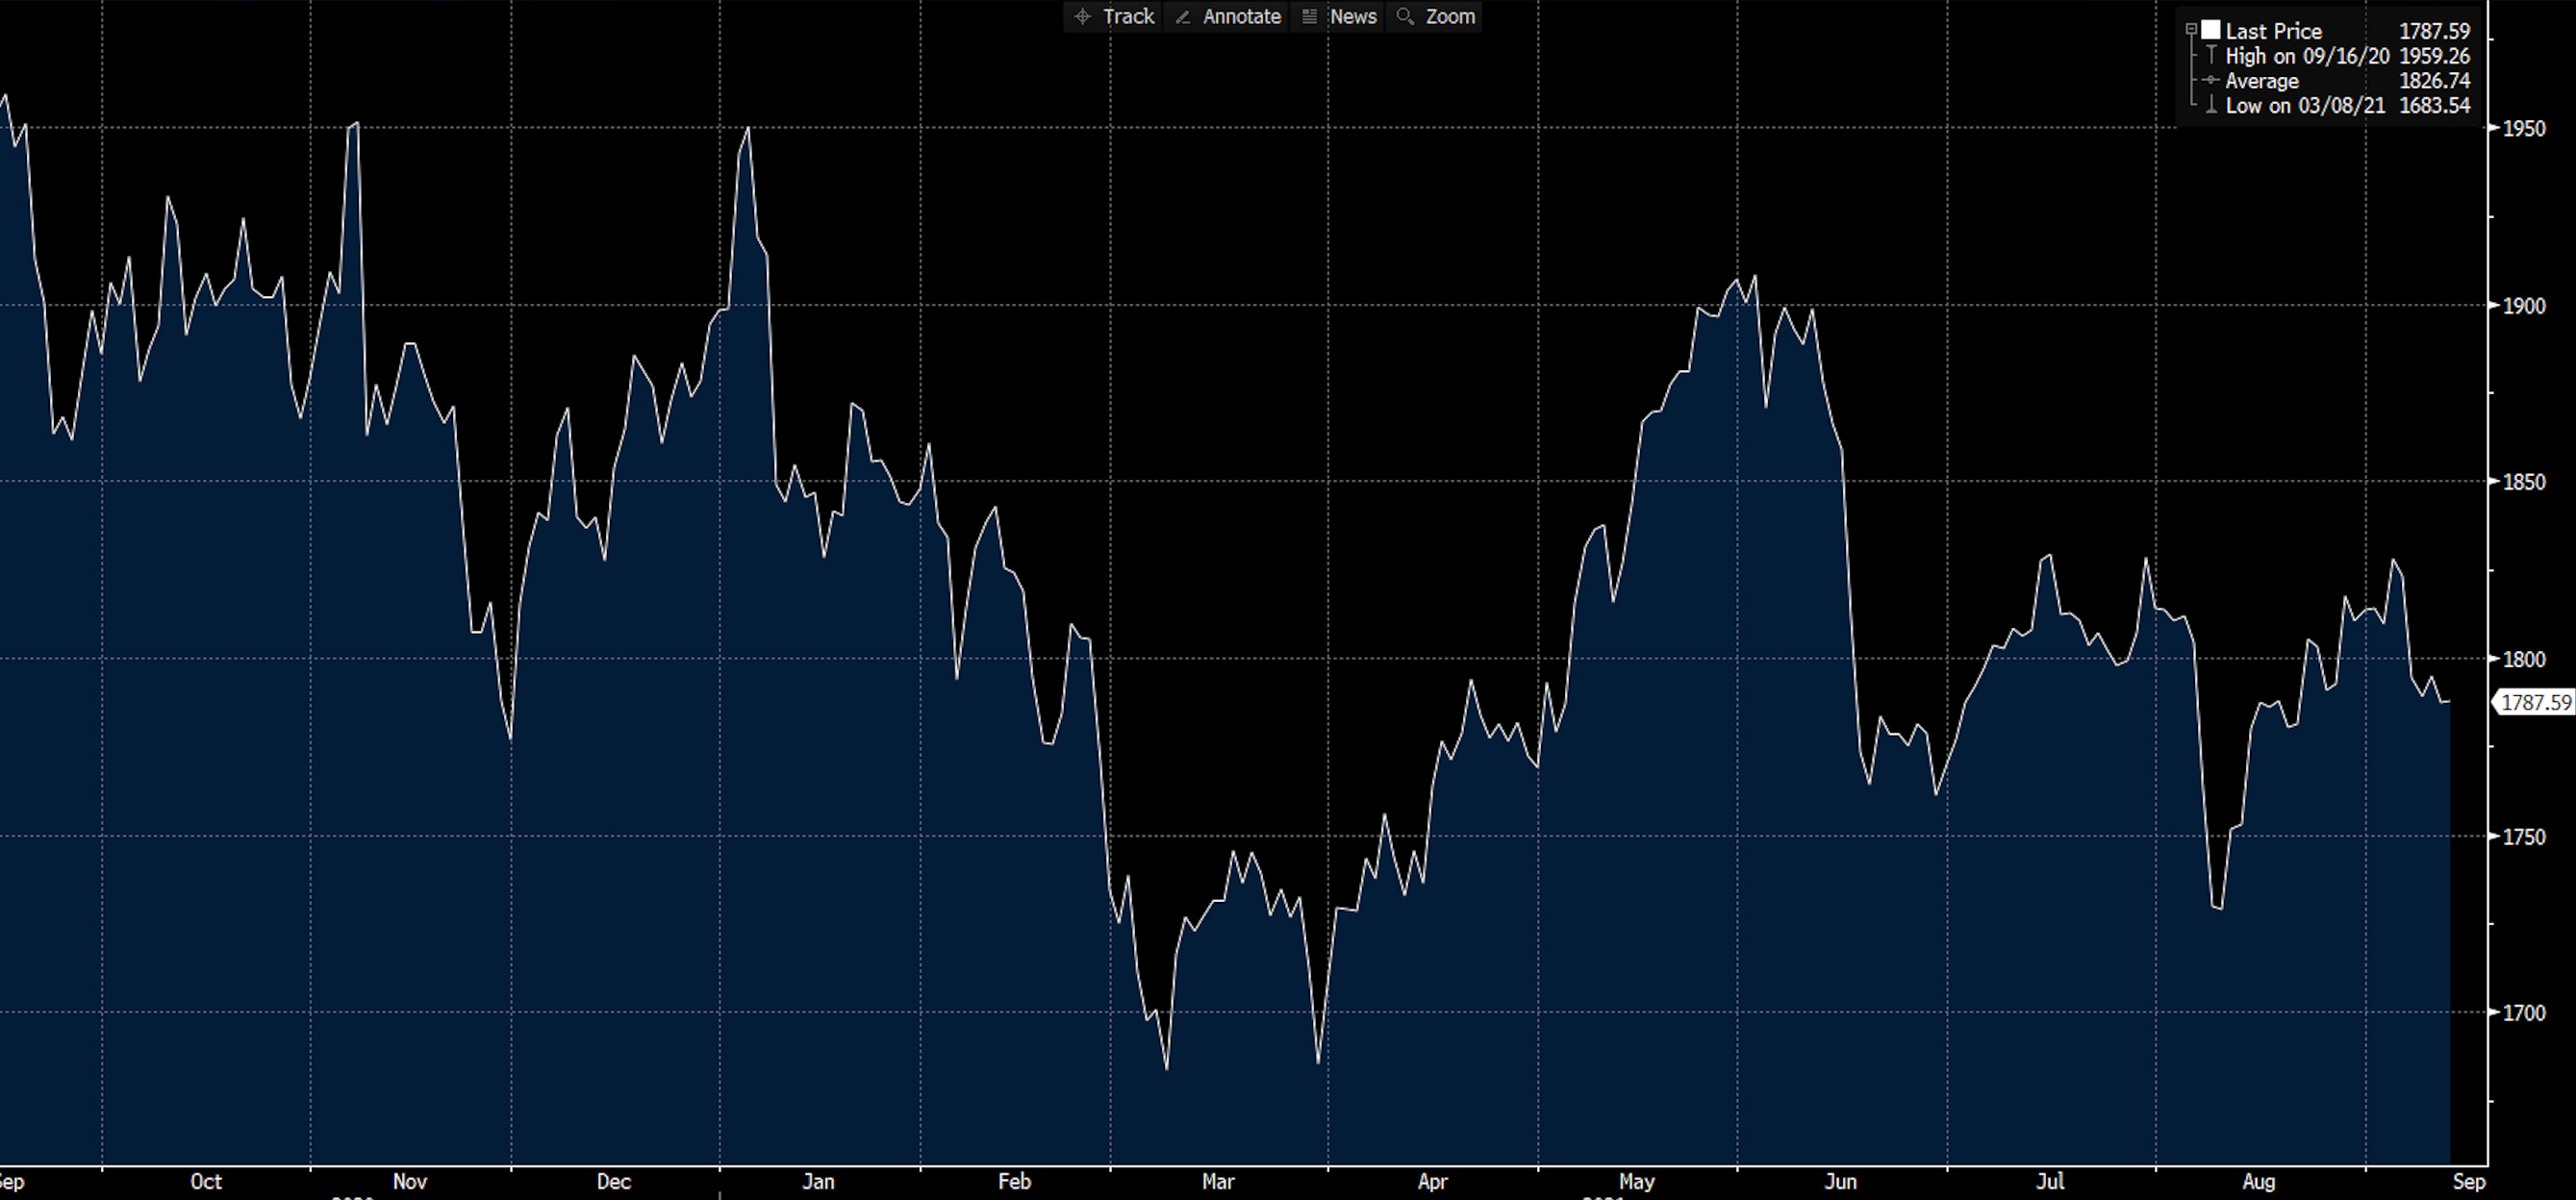 Track Annotate News Zoom
Last Price 1787.59
High on 09/16/20 1959.26
Average 1826.74
Low on 03/08/21 1683.54
1950
1900
1850
1800
1787.59
1750
1700
ep Oct Nov Dec Jan Feb Mar Apr May Jun Jul Aug Sep